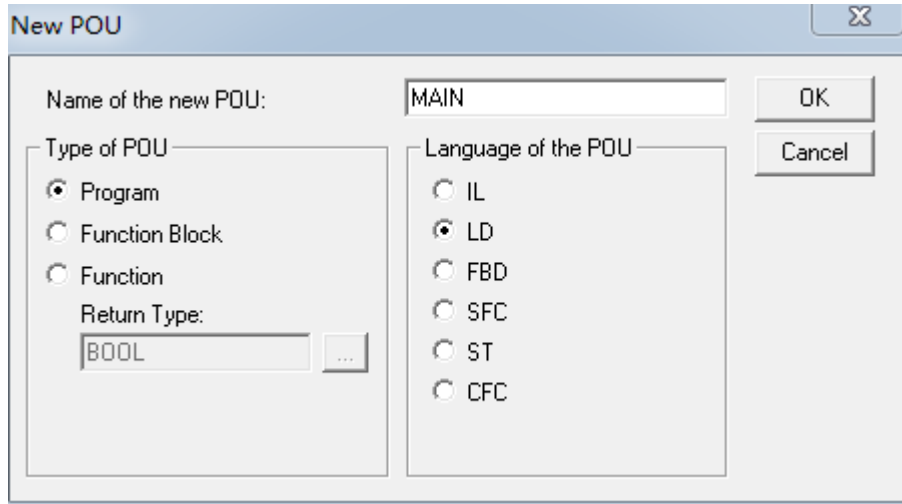 New POU
Name of the new POU:
MAIN
OK
Cancel
Type of POU
Program
Function Block
Function
Return Type:
BOOL
...
Language of the POU
IL
LD
FBD
SFC
ST
CFC